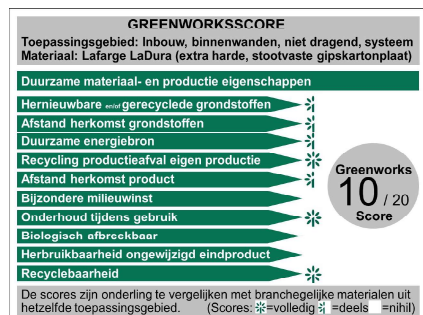 GREENWORKSSCORE
Toepassingsgebied: Inbouw, binnenwanden, niet dragend, systeem
Materiaal: Lafarge LaDura (extra harde, stootvaste gipskartonplaat)
Duurzame materiaal- en productie eigenschappen
Hernieuwbare en/of gerecyclede grondstoffen
Afstand herkomst grondstoffen
Duurzame energiebron
Recycling productieafval eigen productie
Afstand herkomst product
Bijzondere milieuwinst
Onderhoud tijdens gebruik
Biologisch afbreekbaar
Herbruikbaarheid ongewijzigd eindproduct
Recyclebaarheid
Greenworks
10 / 20
Score
De scores zijn onderling te vergelijken met branchegelijke materialen uit
hetzelfde toepassingsgebied. (Scores: =volledig =deels =nihil)